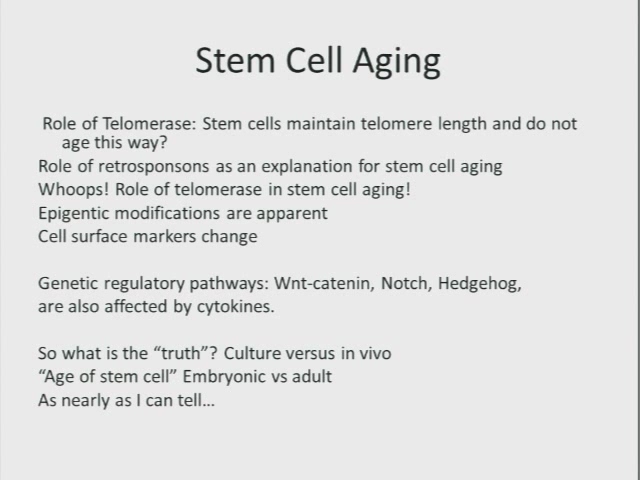 Stem Cell Aging
Role of Telomerase: Stem cells maintain telomere length and do not
age this way?
Role of retrosponsons as an explanation for stem cell aging
Whoops! Role of telomerase in stem cell aging!
Epigentic modifications are apparent
Cell surface markers change
Genetic regulatory pathways: Wnt-catenin, Notch, Hedgehog,
are also affected by cytokines.
So what is the “truth”? Culture versus in vivo
“Age of stem cell” Embryonic vs adult
As nearly as I can tell…